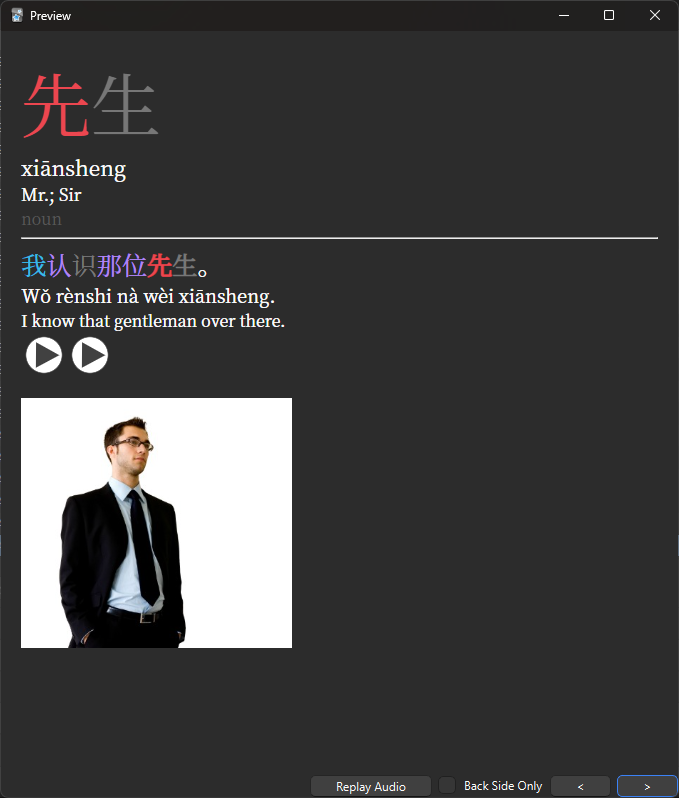 Preview
先生
xiānsheng
Mr.; Sir
noun
我认识那位先生。
Wǒ rènshi nà wèi xiānsheng.
I know that gentleman over there.
Replay Audio
Back Side Only
<
>